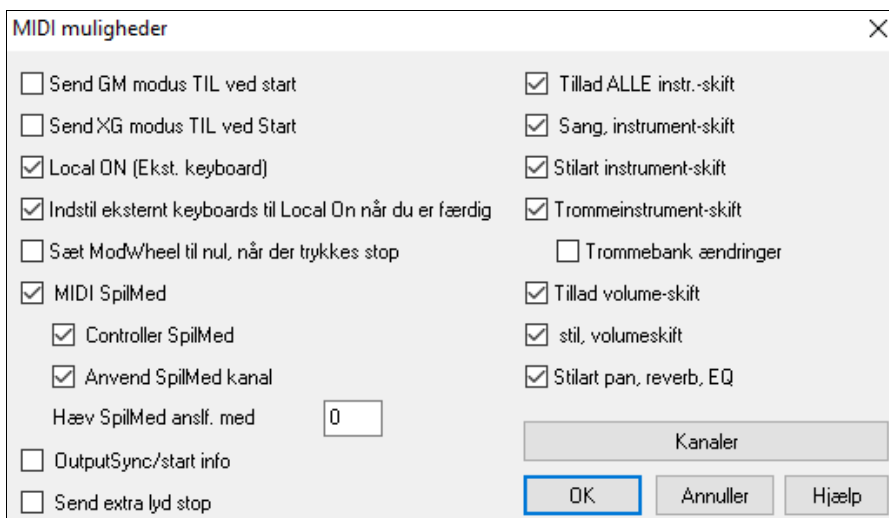 MIDI muligheder
Send GM modus TIL ved start
Send XG modus TIL ved Start
Local ON (Ekst. keyboard)
Indstil eksternt keyboards til Local On når du er færdig
Sæt ModWheel til nul, når der trykkes stop
MIDI SpilMed
Controller SpilMed
Anvend SpilMed kanal
Hæv SpilMed anslf. med 0
OutputSync/start info
Send extra lyd stop
Tillad ALLE instr.-skift
Sang, instrument-skift
Stilart instrument-skift
Trommeinstrument-skift
Trommebank ændringer
Tillad volume-skift
stil, volumeskift
Stilart pan, reverb, EQ
Kanaler
OK Annuller Hjælp